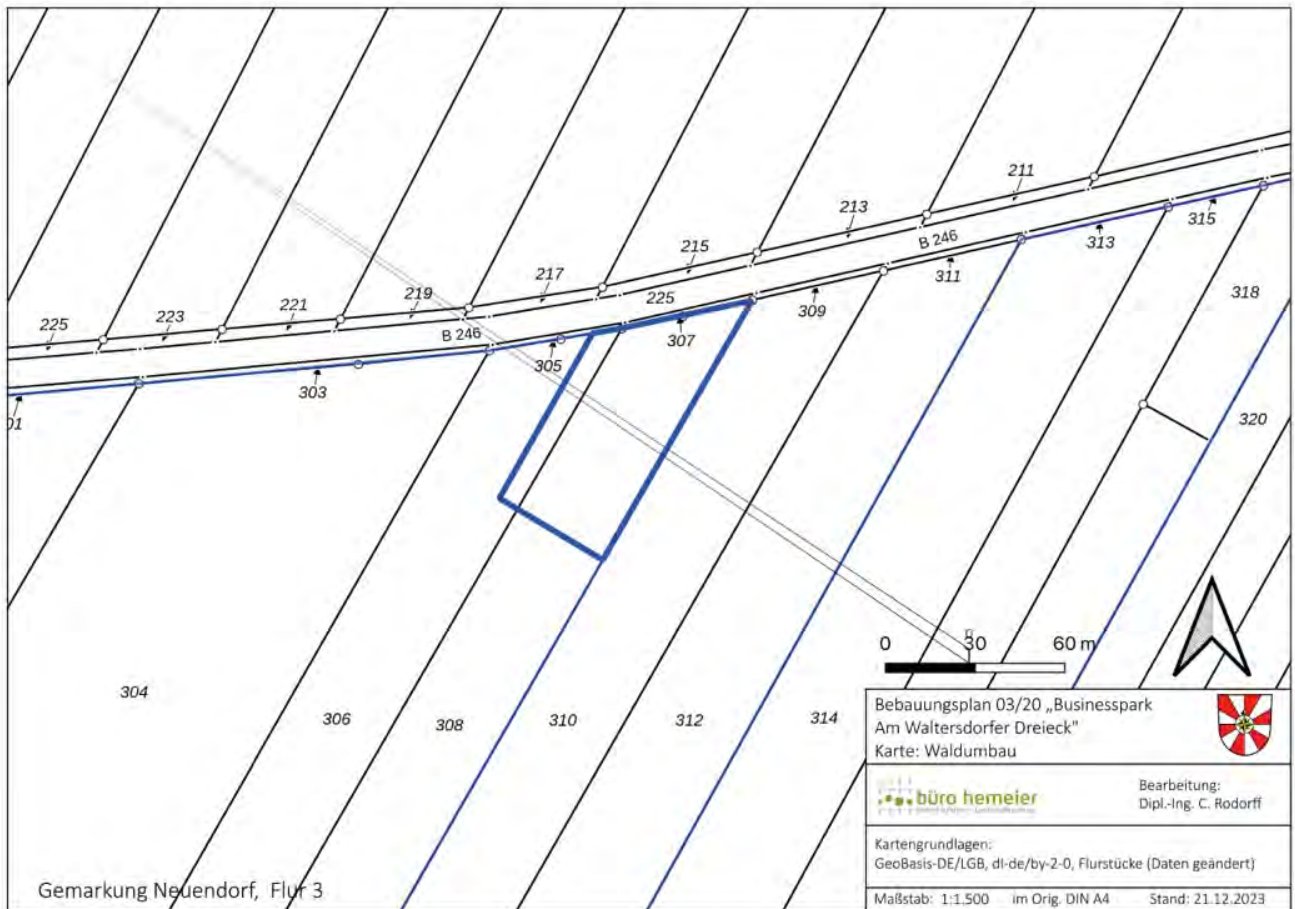 211
213
315
215
B 246
313
217
311
318
219
225
221
309
223
225
B 246
307
305
303
320
01
0 30 60 m
304
306
308
310
312
314
Bebauungsplan 03/20 „Businesspark
Am Waltersdorfer Dreieck"
Karte: Waldumbau
büro hemeier
Bearbeitung:
Dipl.-Ing. C. Rodorff
Kartengrundlagen:
GeoBasis-DE/LGB, dl-de/by-2-0, Flurstücke (Daten geändert)
Gemarkung Neuendorf, Flur 3
Maßstab: 1:1.500 im Orig. DIN A4 Stand: 21.12.2023